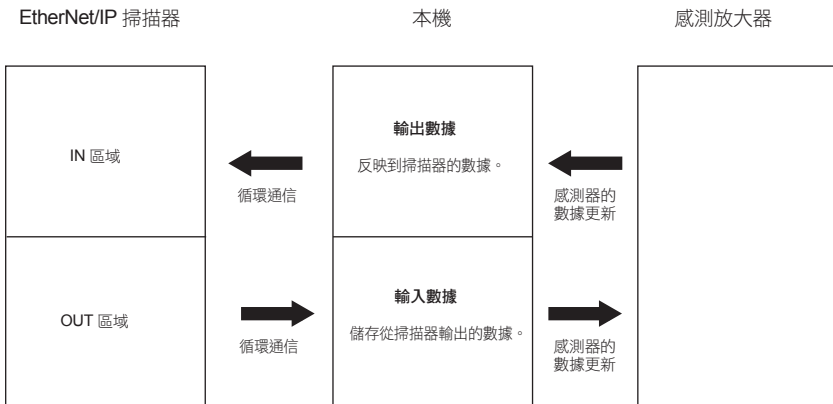 EtherNet/IP 掃描器
本機
感測放大器
IN 區域
循環通信
輸出數據
反映到掃描器的數據。
感測器的
數據更新
OUT 區域
循環通信
輸入數據
儲存從掃描器輸出的數據。
感測器的
數據更新